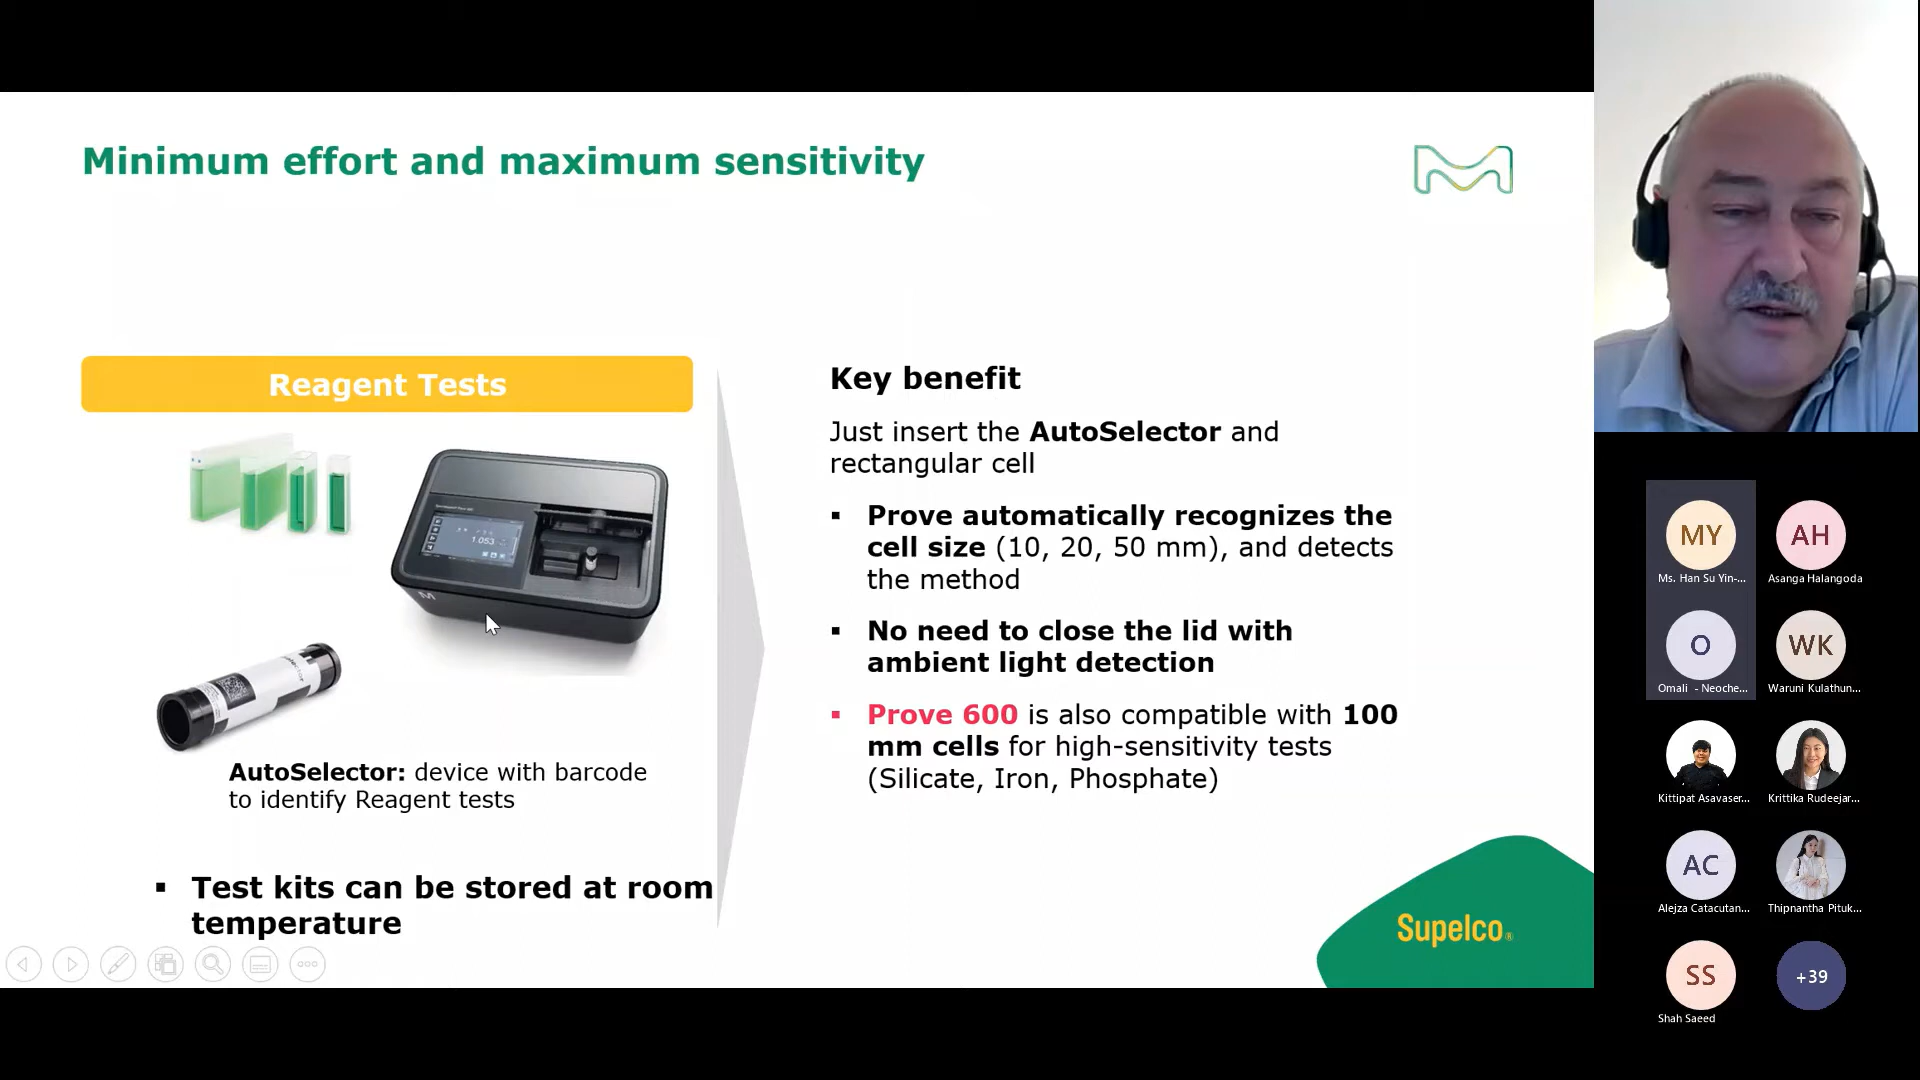 Minimum effort and maximum sensitivity
Reagent Tests
1.053
M
AutoSelector: device with barcode
to identify Reagent tests
▪ Test kits can be stored at room
temperature
Key benefit
Just insert the AutoSelector and
rectangular cell
▪ Prove automatically recognizes the
cell size (10, 20, 50 mm), and detects
the method
▪ No need to close the lid with
ambient light detection
▪ Prove 600 is also compatible with 100
mm cells for high-sensitivity tests
(Silicate, Iron, Phosphate)
Supelco®
MY
Ms. Han Su Yin-...
AH
Asanga Halangoda
O
Omali - Neoche...
WK
Waruni Kulathun...
Kittipat Asavaser...
Krittika Rudeejar...
AC
Alejza Catacutan...
Thipnantha Pituk...
SS
Shah Saeed
+39